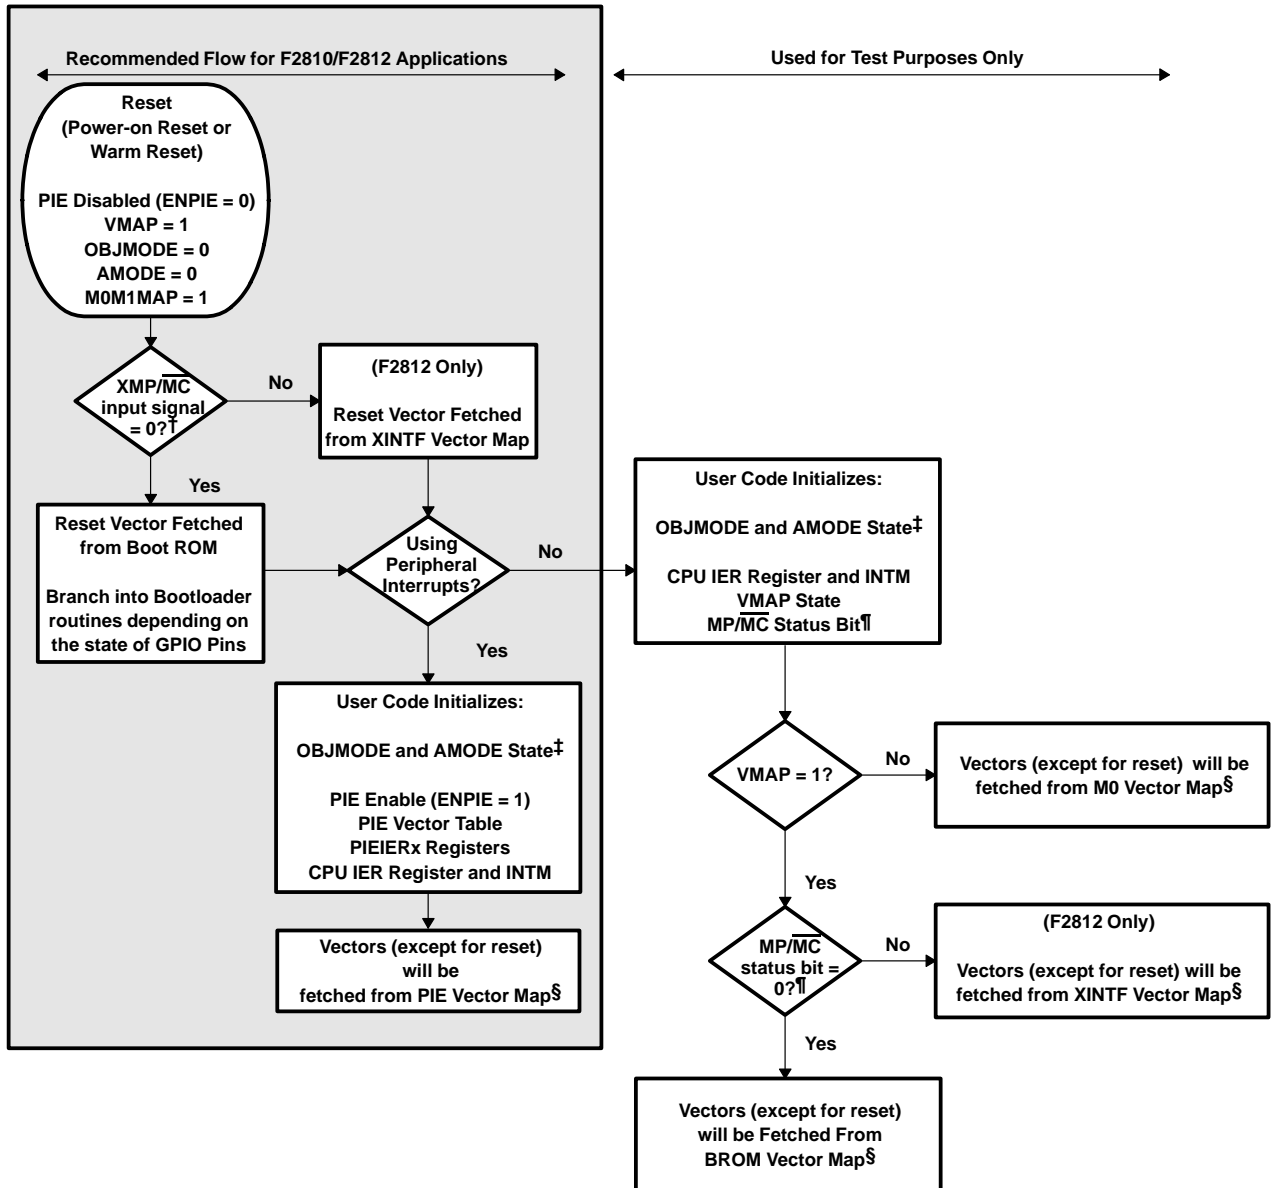 Recommended Flow for F2810/F2812 Applications
Used for Test Purposes Only
Reset
(Power-on Reset or
Warm Reset)
PIE Disabled (ENPIE = 0)
VMAP = 1
OBJMODE = 0
AMODE = 0
M0M1MAP = 1
XMP/M̅C̅
input signal
= 0?†
No
Yes
(F2812 Only)
Reset Vector Fetched
from XINTF Vector Map
Reset Vector Fetched
from Boot ROM
Branch into Bootloader
routines depending on
the state of GPIO Pins
Using
Peripheral
Interrupts?
No
Yes
User Code Initializes:
OBJMODE and AMODE State‡
PIE Enable (ENPIE = 1)
PIE Vector Table
PIEIERx Registers
CPU IER Register and INTM
Vectors (except for reset)
will be
fetched from PIE Vector Map§
User Code Initializes:
OBJMODE and AMODE State‡
CPU IER Register and INTM
VMAP State
MP/M̅C̅ Status Bit¶
VMAP = 1?
No
Vectors (except for reset) will be
fetched from M0 Vector Map§
Yes
MP/M̅C̅
status bit =
0?¶
No
(F2812 Only)
Vectors (except for reset) will be
fetched from XINTF Vector Map§
Yes
Vectors (except for reset)
will be Fetched From
BROM Vector Map§